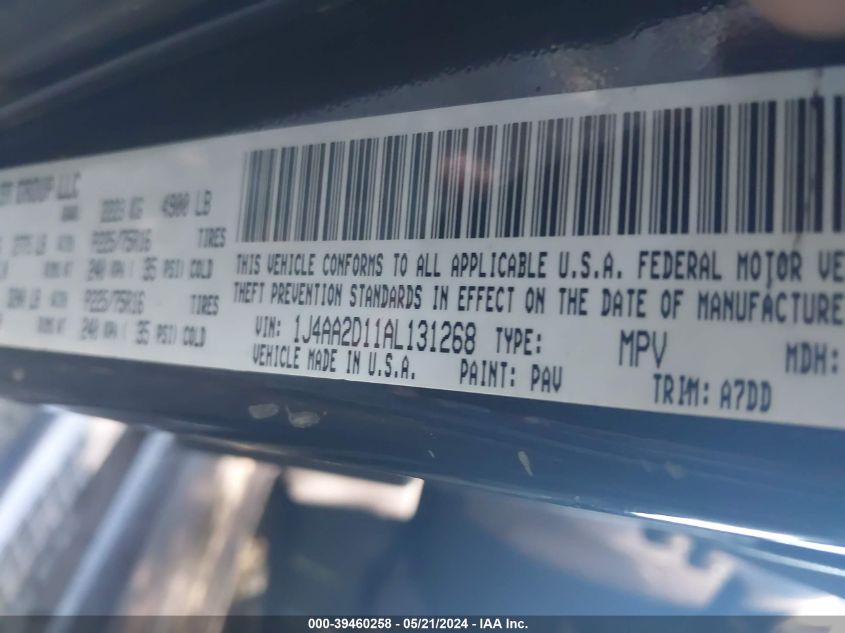 GROUP LLC
2223 KG 4900 LB
P225/75R16 TIRES
240 KPA ( 35 PSI) COLD
P225/75R16 TIRES
240 KPA ( 35 PSI) COLD
THIS VEHICLE CONFORMS TO ALL APPLICABLE U.S.A. FEDERAL MOTOR VE
THEFT PREVENTION STANDARDS IN EFFECT ON THE DATE OF MANUFACTURE
VIN: 1J4AA2D11AL131268 TYPE: MPV MDH:
VEHICLE MADE IN U.S.A. PAINT: PAV TRIM: A7DD
000-39460258 - 05/21/2024 - IAA Inc.